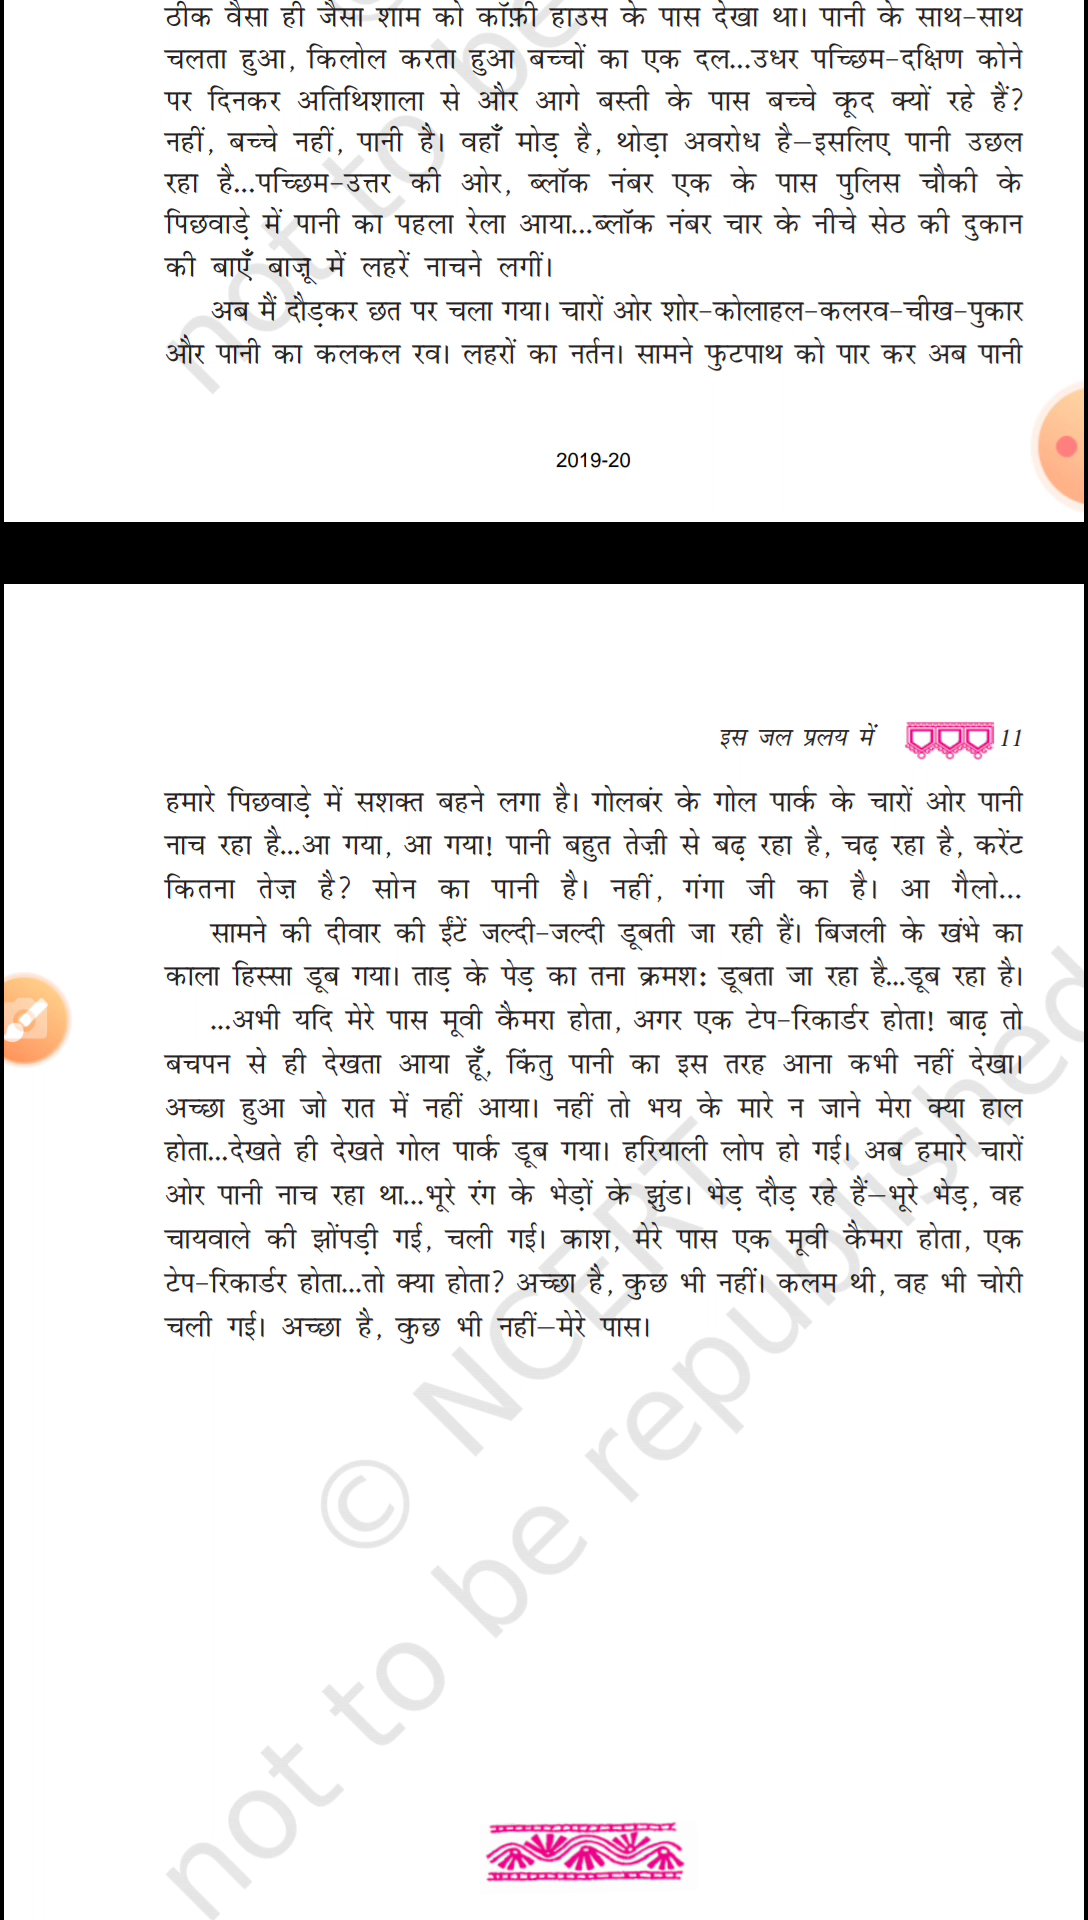 ठीक वैसा ही जैसा शाम को कॉफ़ी हाउस के पास देखा था। पानी के साथ-साथ
चलता हुआ, किलोल करता हुआ बच्चों का एक दल...उधर पच्छिम-दक्षिण कोने
पर दिनकर अतिथिशाला से और आगे बस्ती के पास बच्चे कूद क्यों रहे हैं?
नहीं, बच्चे नहीं, पानी है। वहाँ मोड़ है, थोड़ा अवरोध है—इसलिए पानी उछल
रहा है...पच्छिम-उत्तर की ओर, ब्लॉक नंबर एक के पास पुलिस चौकी के
पिछवाड़े में पानी का पहला रेला आया...ब्लॉक नंबर चार के नीचे सेठ की दुकान
की बाएँ बाज़ू में लहरें नाचने लगीं।
अब मैं दौड़कर छत पर चला गया। चारों ओर शोर-कोलाहल-कलरव-चीख-पुकार
और पानी का कलकल रव। लहरों का नर्तन। सामने फुटपाथ को पार कर अब पानी
2019-20
इस जल प्रलय में 11
हमारे पिछवाड़े में सशक्त बहने लगा है। गोलबंर के गोल पार्क के चारों ओर पानी
नाच रहा है...आ गया, आ गया! पानी बहुत तेज़ी से बढ़ रहा है, चढ़ रहा है, करेंट
कितना तेज़ है? सोन का पानी है। नहीं, गंगा जी का है। आ गैलो...
सामने की दीवार की ईंटें जल्दी-जल्दी डूबती जा रही हैं। बिजली के खंभे का
काला हिस्सा डूब गया। ताड़ के पेड़ का तना क्रमश: डूबता जा रहा है...डूब रहा है।
...अभी यदि मेरे पास मूवी कैमरा होता, अगर एक टेप-रिकार्डर होता! बाढ़ तो
बचपन से ही देखता आया हूँ, किंतु पानी का इस तरह आना कभी नहीं देखा।
अच्छा हुआ जो रात में नहीं आया। नहीं तो भय के मारे न जाने मेरा क्या हाल
होता...देखते ही देखते गोल पार्क डूब गया। हरियाली लोप हो गई। अब हमारे चारों
ओर पानी नाच रहा था...भूरे रंग के भेड़ों के झुंड। भेड़ दौड़ रहे हैं—भूरे भेड़, वह
चायवाले की झोंपड़ी गई, चली गई। काश, मेरे पास एक मूवी कैमरा होता, एक
टेप-रिकार्डर होता...तो क्या होता? अच्छा है, कुछ भी नहीं। कलम थी, वह भी चोरी
चली गई। अच्छा है, कुछ भी नहीं—मेरे पास।
© NCERT
not to be republished